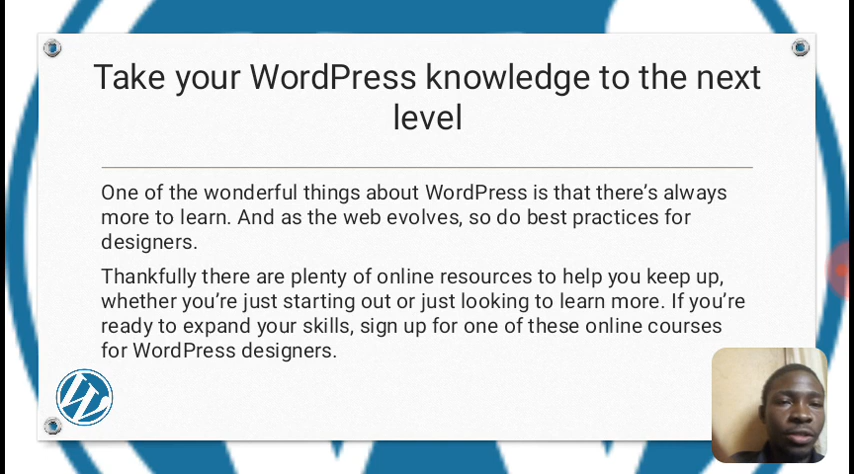 Take your WordPress knowledge to the next
level
One of the wonderful things about WordPress is that there’s always
more to learn. And as the web evolves, so do best practices for
designers.
Thankfully there are plenty of online resources to help you keep up,
whether you’re just starting out or just looking to learn more. If you’re
ready to expand your skills, sign up for one of these online courses
for WordPress designers.